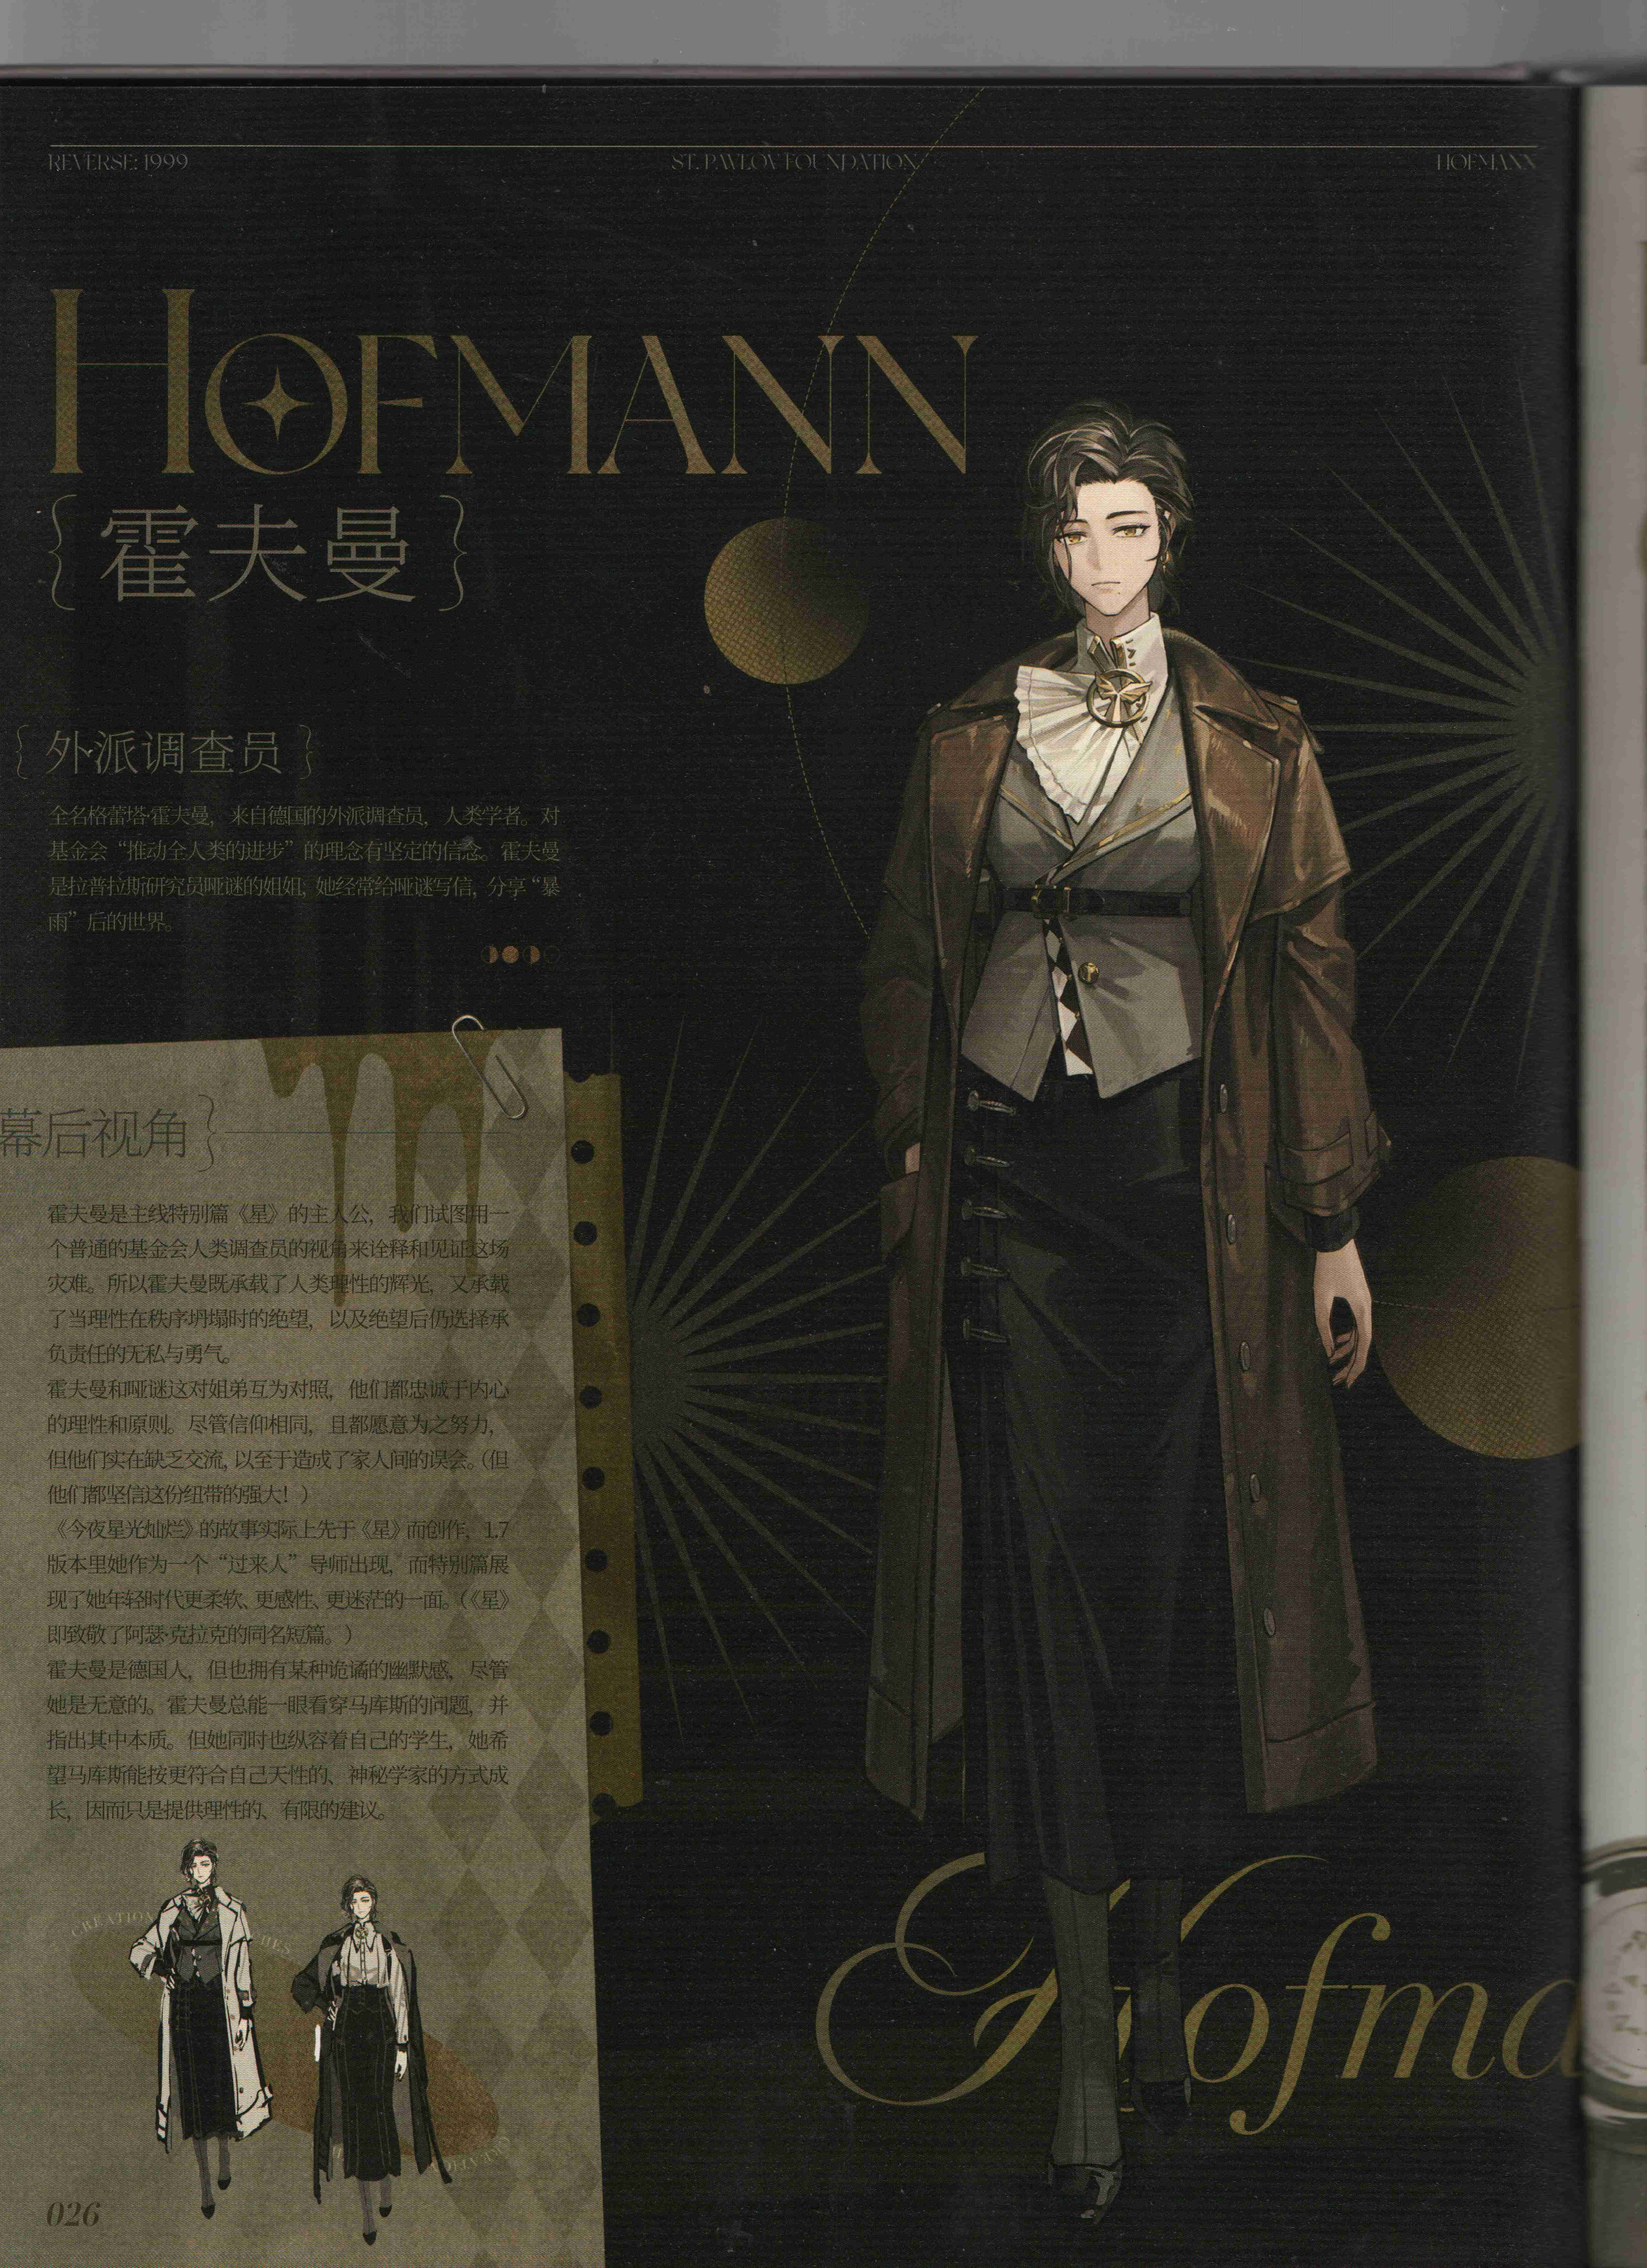 REVERSE: 1999
ST. PAVLOV FOUNDATION
HOFMANN
HOFMANN
{霍夫曼}
{外派调查员}
全名格蕾塔·霍夫曼，来自德国的外派调查员，人类学者。对
基金会“推动全人类的进步”的理念有坚定的信念。霍夫曼
是拉普拉斯研究员哑谜的姐姐，她经常给哑谜写信，分享“暴
雨”后的世界。
幕后视角}
霍夫曼是主线特别篇《星》的主人公，我们试图用一
个普通的基金会人类调查员的视角来诠释和见证这场
灾难。所以霍夫曼既承载了人类理性的辉光，又承载
了当理性在秩序坍塌时的绝望，以及绝望后仍选择承
负责任的无私与勇气。
霍夫曼和哑谜这对姐弟互为对照，他们都忠诚于内心
的理性和原则。尽管信仰相同，且都愿意为之努力，
但他们实在缺乏交流，以至于造成了家人间的误会。（但
他们都坚信这份纽带的强大！）
《今夜星光灿烂》的故事实际上先于《星》而创作，1.7
版本里她作为一个“过来人”导师出现，而特别篇展
现了她年轻时代更柔软、更感性、更迷茫的一面。（《星》
即致敬了阿瑟·克拉克的同名短篇。）
霍夫曼是德国人，但也拥有某种诡谲的幽默感，尽管
她是无意的。霍夫曼总能一眼看穿马库斯的问题，并
指出其中本质。但她同时也纵容着自己的学生，她希
望马库斯能按更符合自己天性的、神秘学家的方式成
长，因而只是提供理性的、有限的建议。
CREATION
Hofma
026